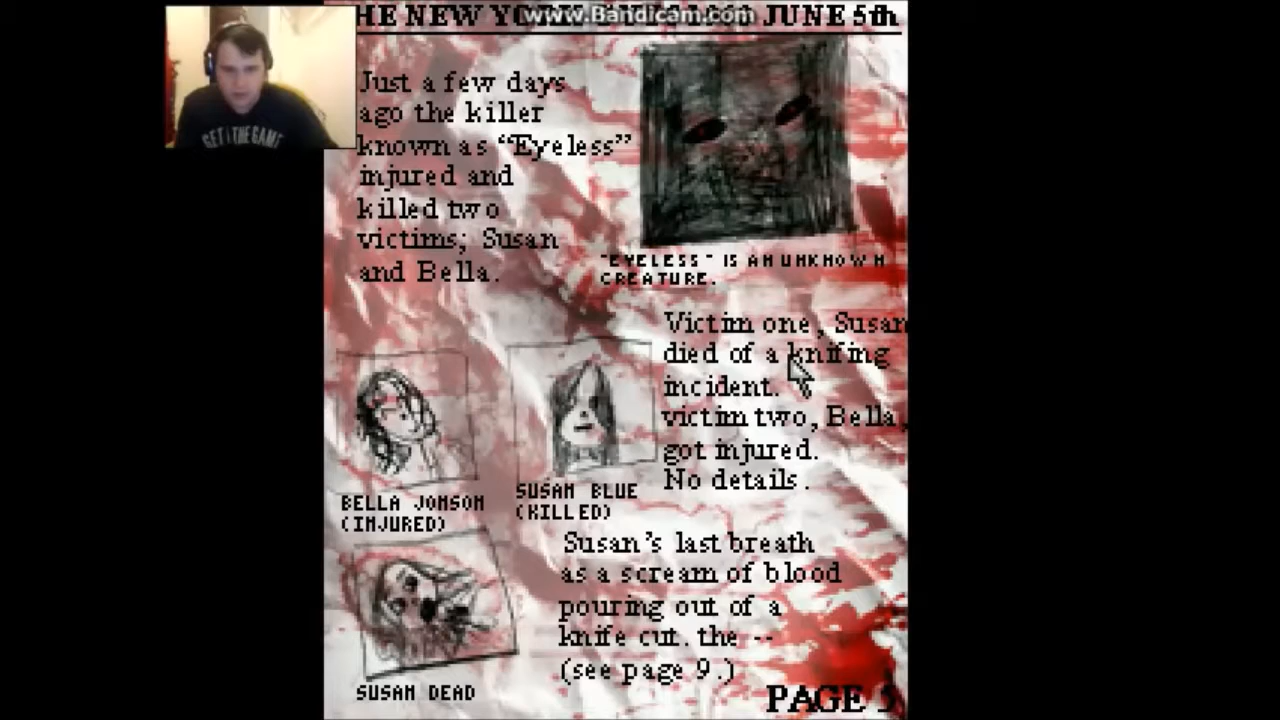 HE NEW YORK
www.Bandicam.com
JUNE 5th
GET THE GAME
Just a few days
ago the killer
known as "Eyeless"
injured and
killed two
victims; Susan
and Bella.
"EYELESS" IS AN UNKNOWN
CREATURE.
Victim one, Susan
died of a knifing
incident.
victim two, Bella,
got injured.
No details.
BELLA JONSON
(INJURED)
SUSAN BLUE
(KILLED)
Susan's last breath
as a scream of blood
pouring out of a
knife cut. the --
(see page 9.)
SUSAN DEAD
PAGE 5